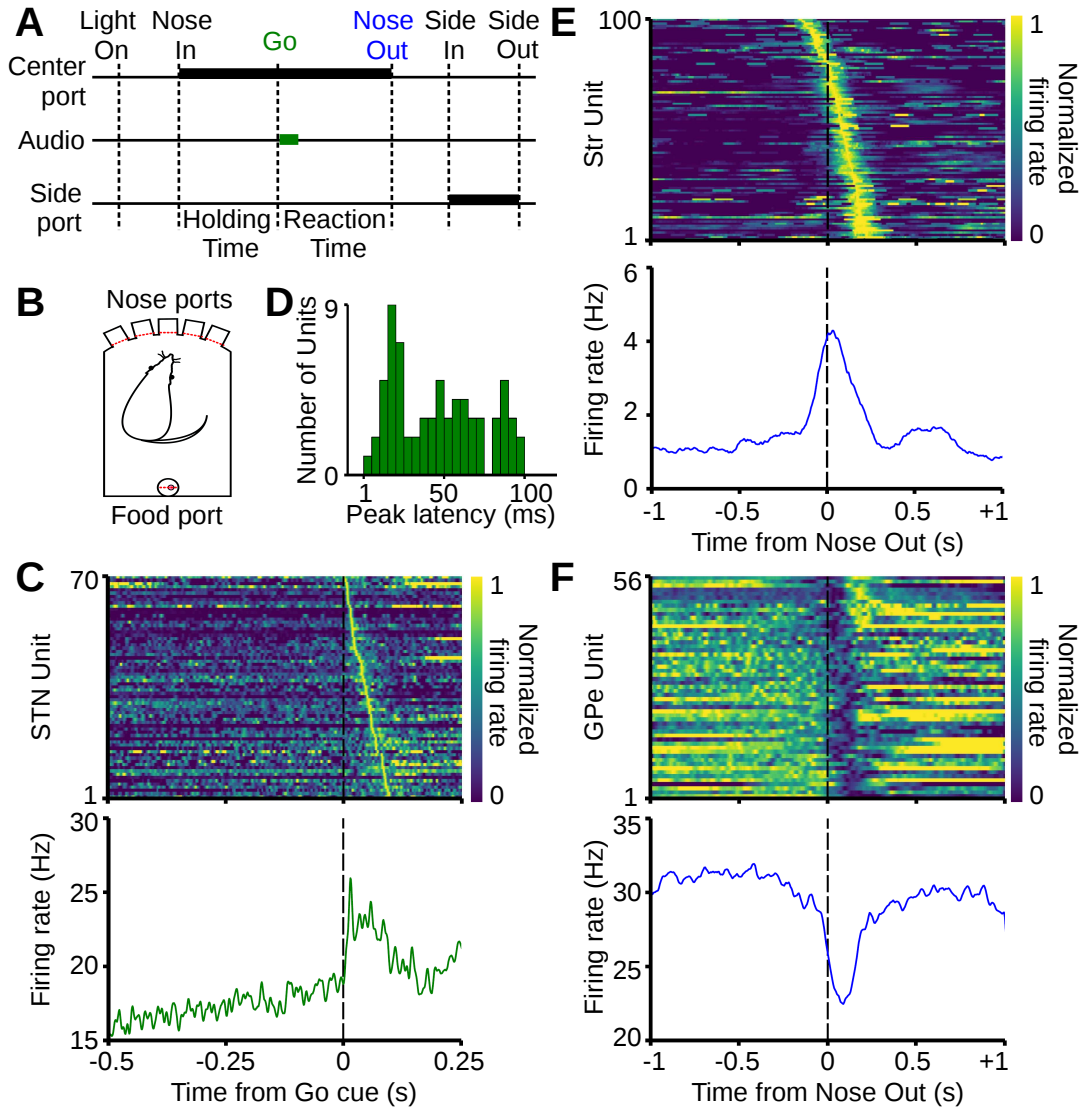 A
Light On
Nose In
Go
Nose Out
Side In
Side Out
Center port
Audio
Side port
Holding Time
Reaction Time
B
Nose ports
Food port
D
Number of Units
9
0
1
50
100
Peak latency (ms)
C
STN Unit
70
1
1
0
Normalized firing rate
Firing rate (Hz)
30
25
20
15
-0.5
-0.25
0
0.25
Time from Go cue (s)
E
Str Unit
100
1
1
0
Normalized firing rate
Firing rate (Hz)
6
4
2
0
-1
-0.5
0
0.5
+1
Time from Nose Out (s)
F
GPe Unit
56
1
1
0
Normalized firing rate
Firing rate (Hz)
35
30
25
20
-1
-0.5
0
0.5
+1
Time from Nose Out (s)